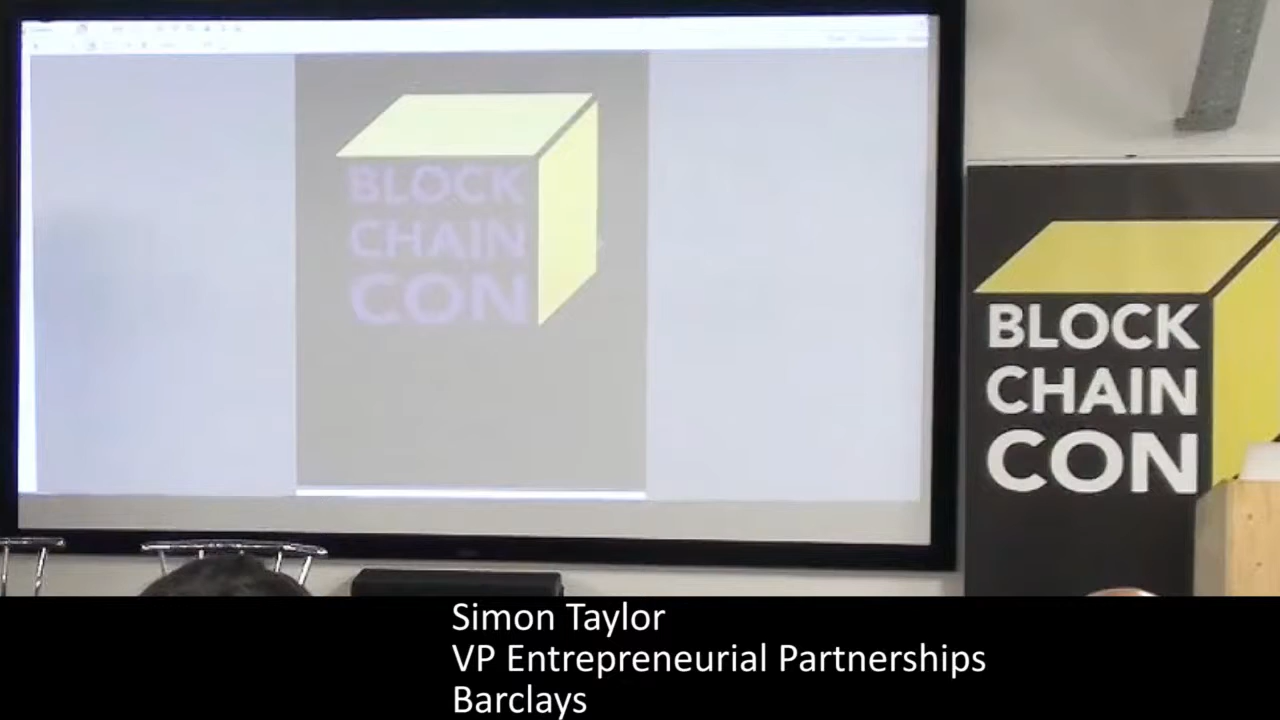 BLOCK
CHAIN
CON
BLOCK
CHAIN
CON
Simon Taylor
VP Entrepreneurial Partnerships
Barclays